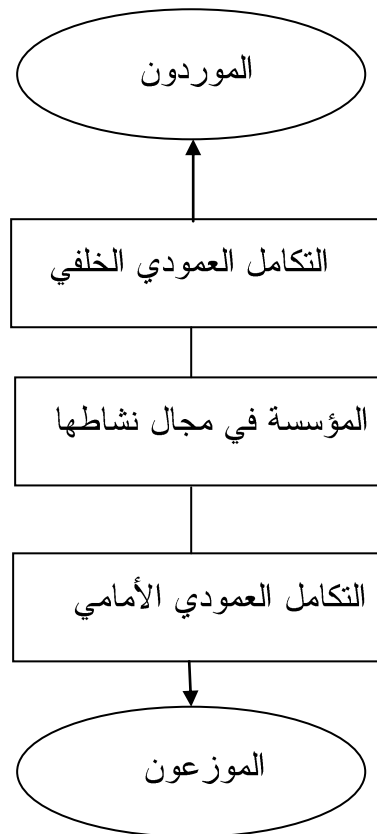 الموردون
التكامل العمودي الخلفي
المؤسسة في مجال نشاطها
التكامل العمودي الأمامي
الموزعون